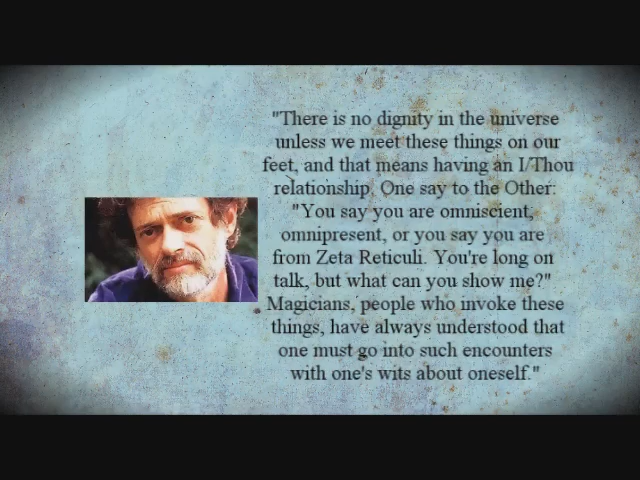 "There is no dignity in the universe
unless we meet these things on our
feet, and that means having an I/Thou
relationship. One say to the Other:
"You say you are omniscient,
omnipresent, or you say you are
from Zeta Reticuli. You're long on
talk, but what can you show me?"
Magicians, people who invoke these
things, have always understood that
one must go into such encounters
with one's wits about oneself."